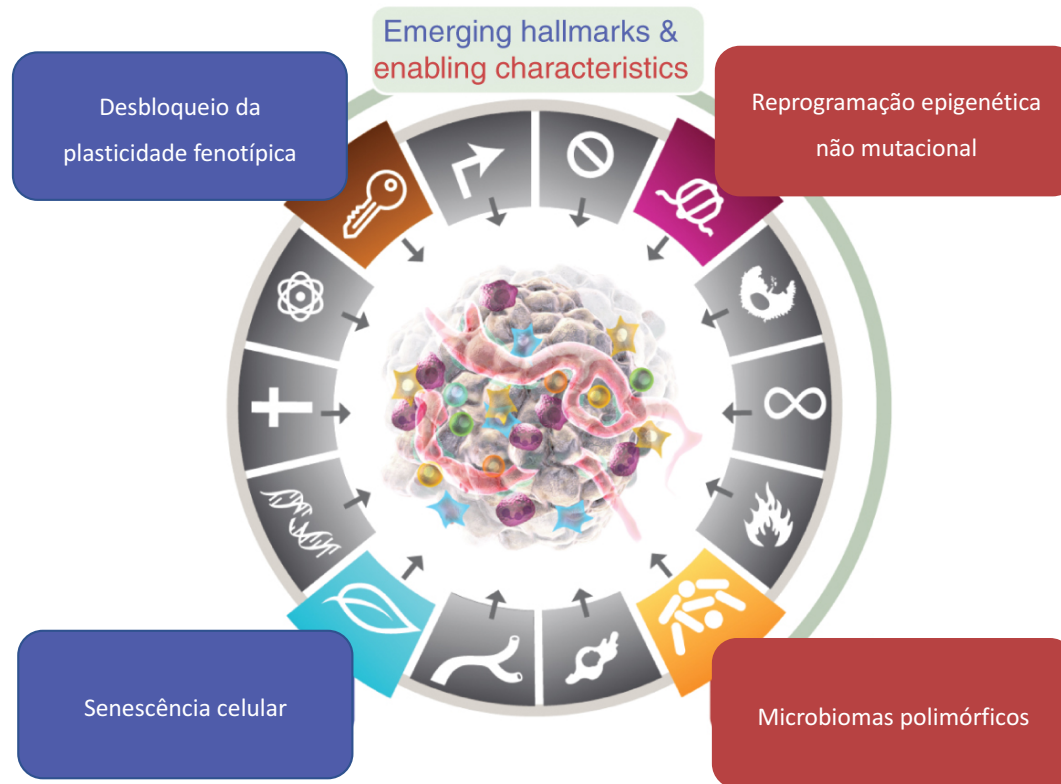 Emerging hallmarks &
enabling characteristics
Desbloqueio da
plasticidade fenotípica
Reprogramação epigenética
não mutacional
Senescência celular
Microbiomas polimórficos